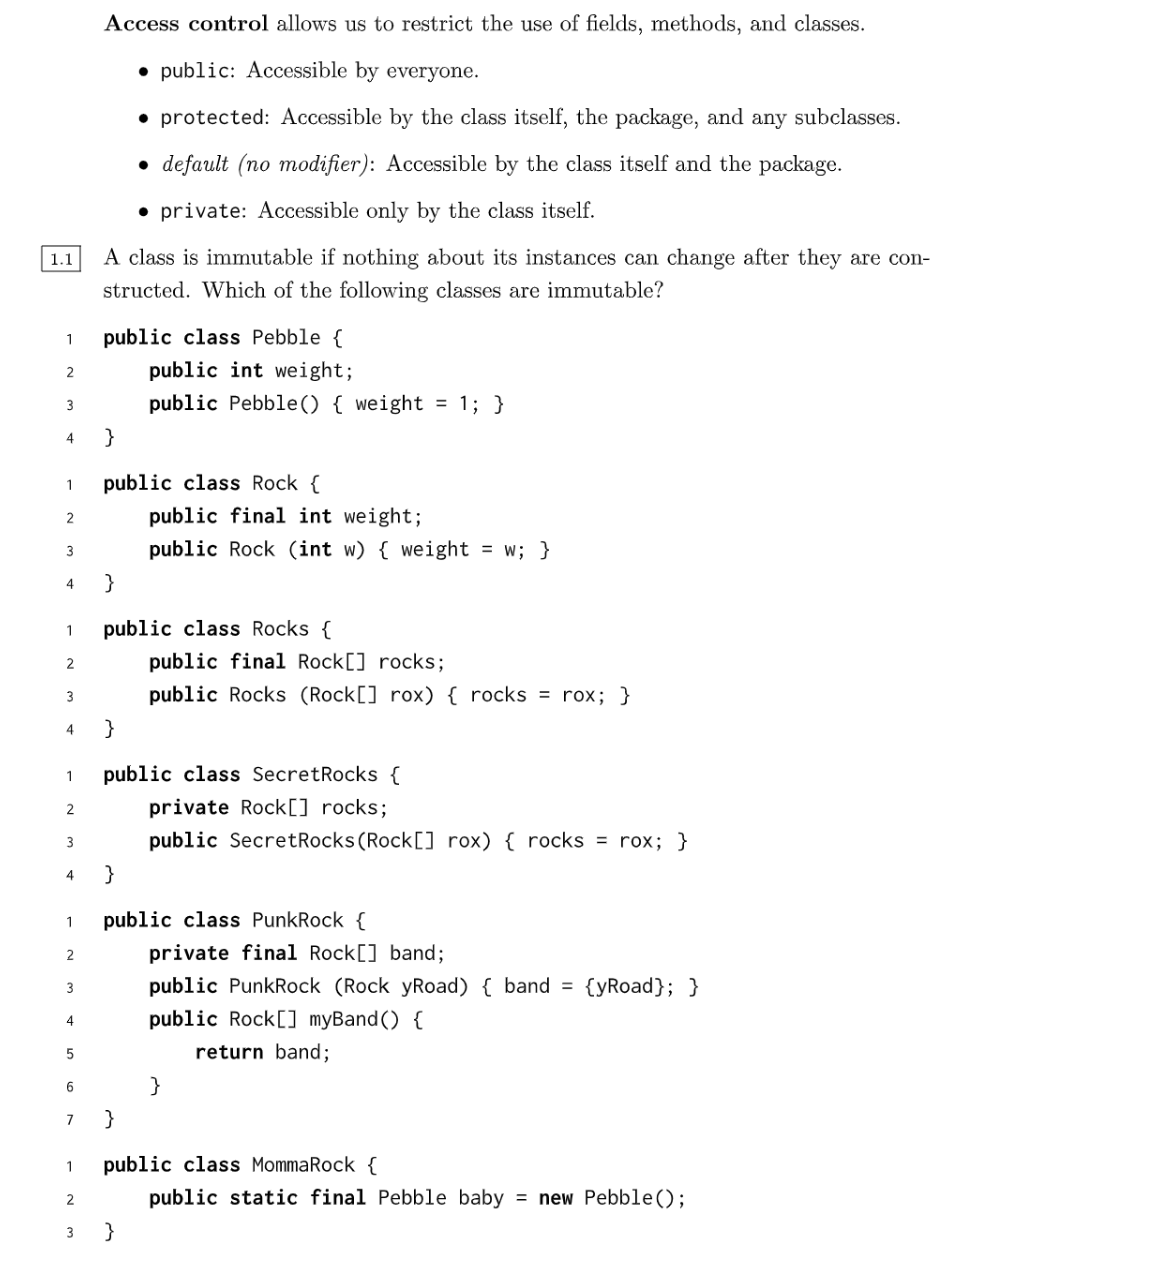 Access control allows us to restrict the use of fields, methods, and classes.
• public: Accessible by everyone.
• protected: Accessible by the class itself, the package, and any subclasses.
• default (no modifier): Accessible by the class itself and the package.
• private: Accessible only by the class itself.
1.1 A class is immutable if nothing about its instances can change after they are con-
structed. Which of the following classes are immutable?
1 public class Pebble {
2     public int weight;
3     public Pebble() { weight = 1; }
4 }
1 public class Rock {
2     public final int weight;
3     public Rock (int w) { weight = w; }
4 }
1 public class Rocks {
2     public final Rock[] rocks;
3     public Rocks (Rock[] rox) { rocks = rox; }
4 }
1 public class SecretRocks {
2     private Rock[] rocks;
3     public SecretRocks(Rock[] rox) { rocks = rox; }
4 }
1 public class PunkRock {
2     private final Rock[] band;
3     public PunkRock (Rock yRoad) { band = {yRoad}; }
4     public Rock[] myBand() {
5         return band;
6     }
7 }
1 public class MommaRock {
2     public static final Pebble baby = new Pebble();
3 }